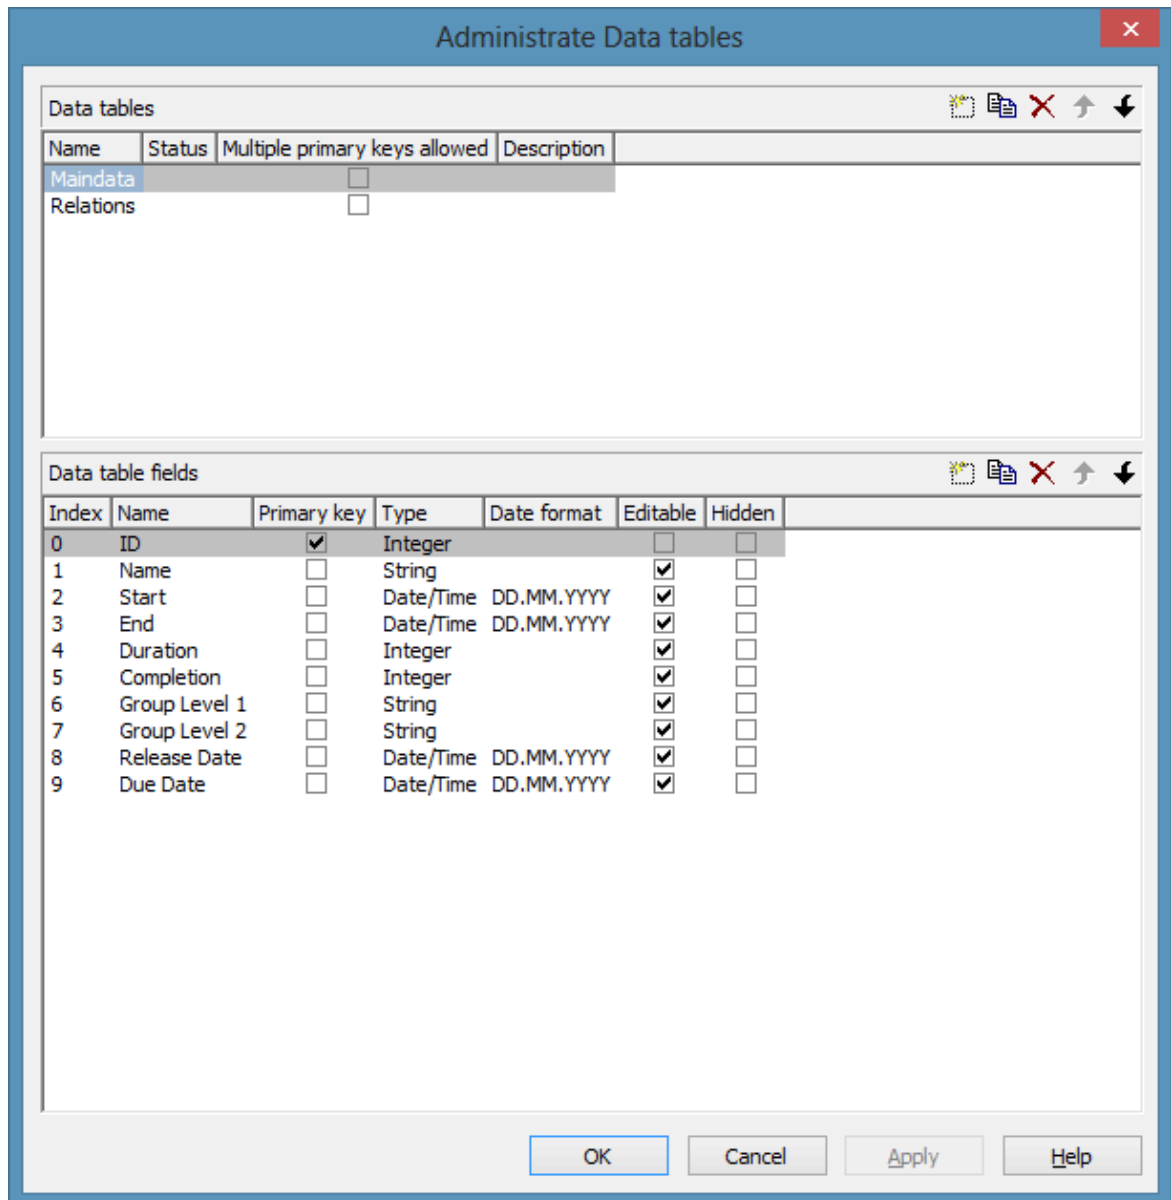 Administrate Data tables
Data tables
Name Status Multiple primary keys allowed Description
Maindata
Relations
Data table fields
Index Name Primary key Type Date format Editable Hidden
0 ID Integer
1 Name String
2 Start Date/Time DD.MM.YYYY
3 End Date/Time DD.MM.YYYY
4 Duration Integer
5 Completion Integer
6 Group Level 1 String
7 Group Level 2 String
8 Release Date Date/Time DD.MM.YYYY
9 Due Date Date/Time DD.MM.YYYY
OK Cancel Apply Help